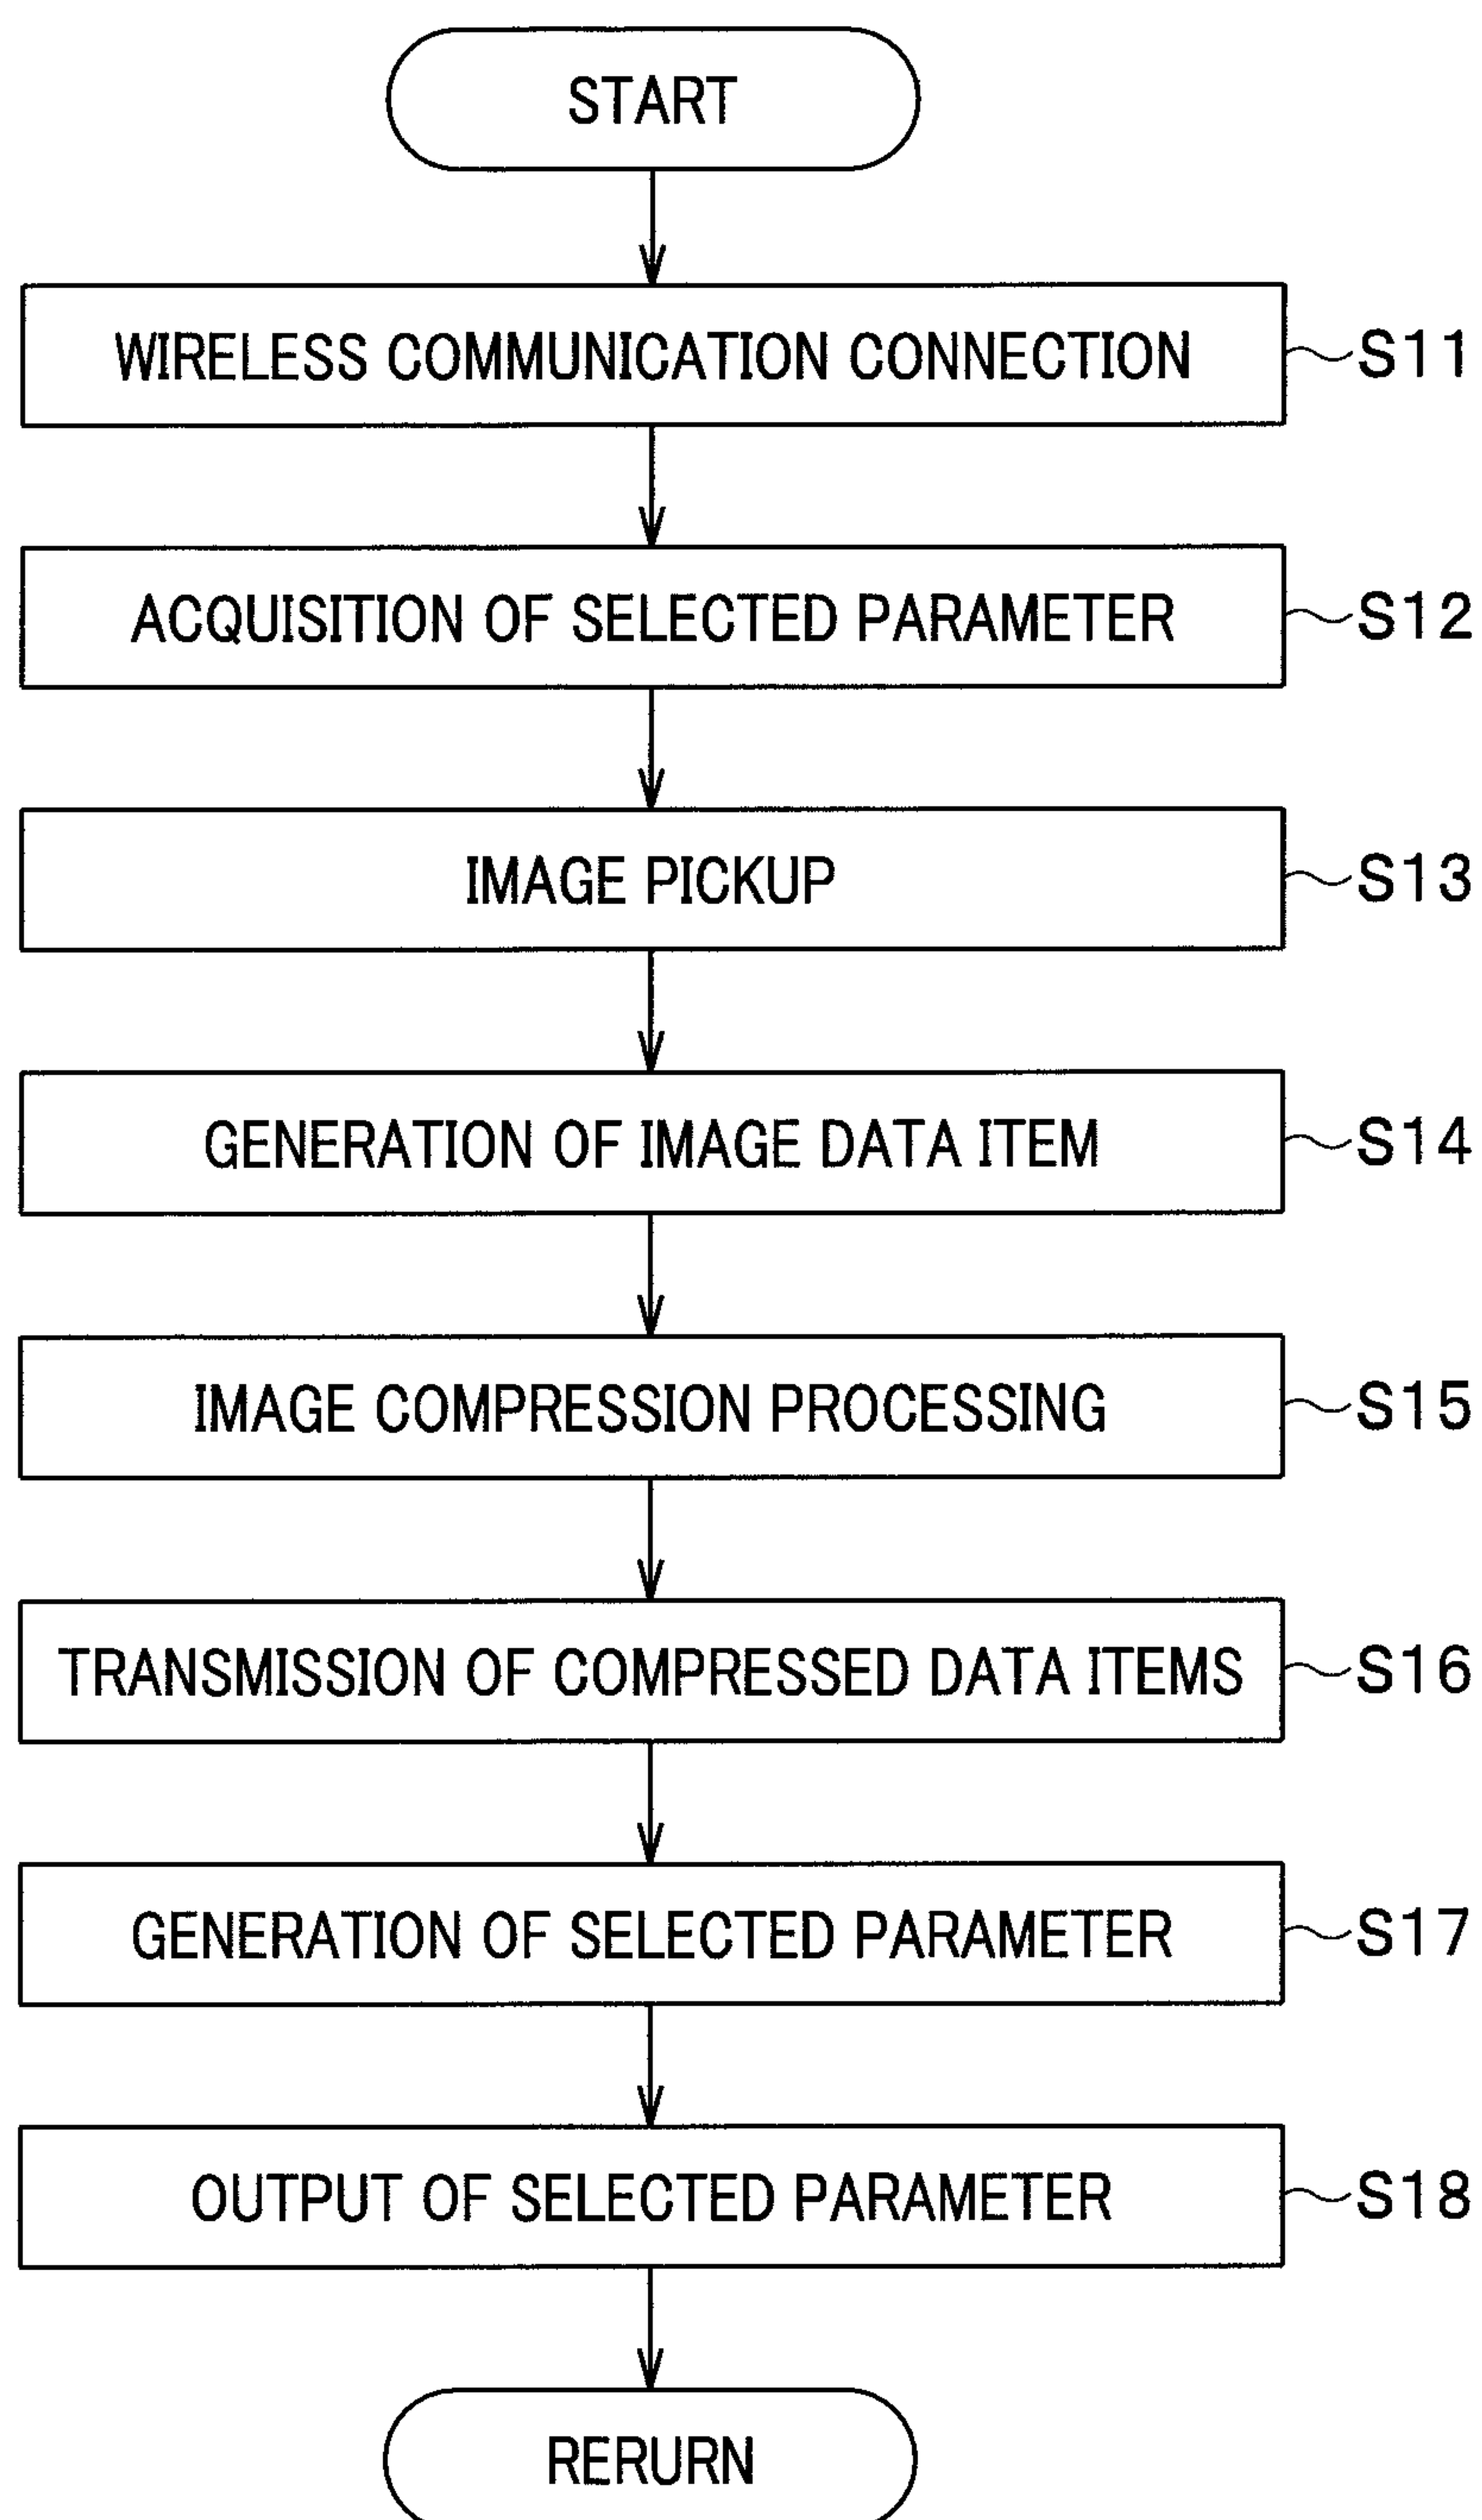 START
WIRELESS COMMUNICATION CONNECTION S11
ACQUISITION OF SELECTED PARAMETER S12
IMAGE PICKUP S13
GENERATION OF IMAGE DATA ITEM S14
IMAGE COMPRESSION PROCESSING S15
TRANSMISSION OF COMPRESSED DATA ITEMS S16
GENERATION OF SELECTED PARAMETER S17
OUTPUT OF SELECTED PARAMETER S18
RERURN